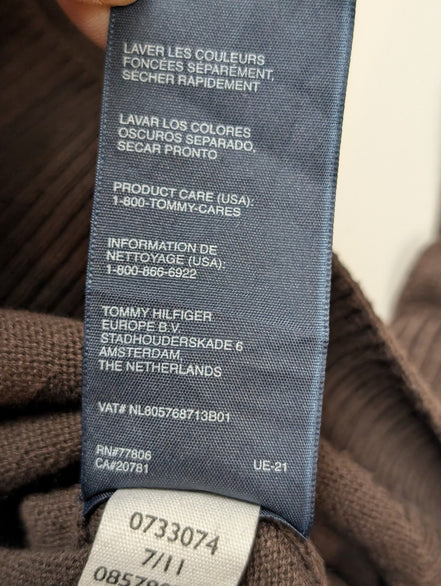 LAVER LES COULEURS
FONCÉES SÉPARÉMENT,
SÉCHER RAPIDEMENT
LAVAR LOS COLORES
OSCUROS SEPARADO,
SECAR PRONTO
PRODUCT CARE (USA):
1-800-TOMMY-CARES
INFORMATION DE
NETTOYAGE (USA):
1-800-866-6922
TOMMY HILFIGER
EUROPE B.V.
STADHOUDERSKADE 6
AMSTERDAM,
THE NETHERLANDS
VAT# NL805768713B01
RN#77806
CA#20781
UE-21
0733074
7/11